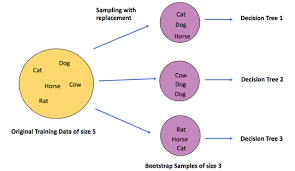 Sampling with
replacement
Cat
Dog
Horse
Decision Tree 1
Dog
Cat
Horse
Cow
Rat
Cow
Dog
Dog
Decision Tree 2
Original Training Data of size 5
Rat
Horse
Cat
Decision Tree 3
Bootstrap Samples of size 3